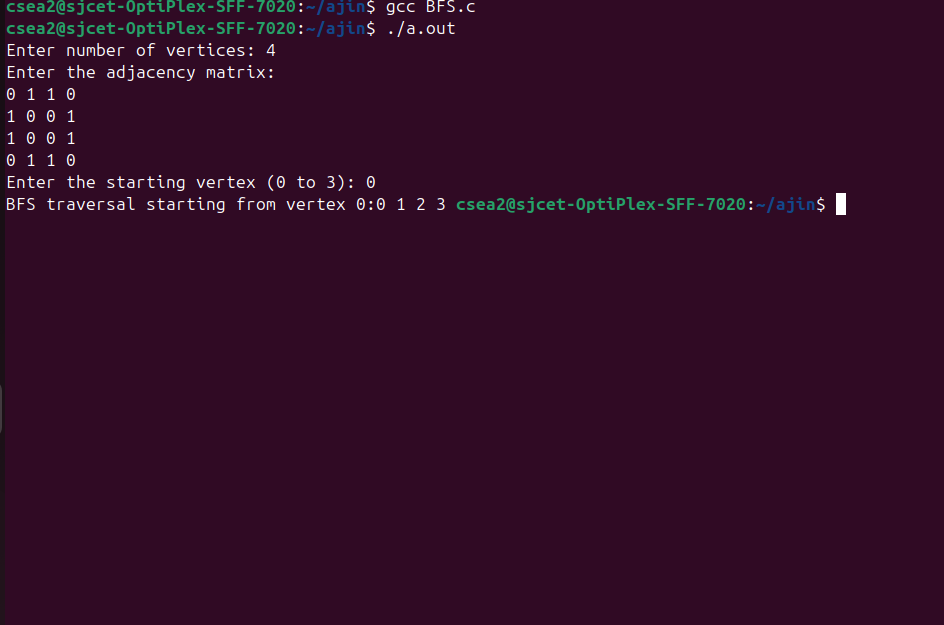 csea2@sjcet-OptiPlex-SFF-7020:~/ajin$ gcc BFS.c
csea2@sjcet-OptiPlex-SFF-7020:~/ajin$ ./a.out
Enter number of vertices: 4
Enter the adjacency matrix:
0 1 1 0
1 0 0 1
1 0 0 1
0 1 1 0
Enter the starting vertex (0 to 3): 0
BFS traversal starting from vertex 0:0 1 2 3 csea2@sjcet-OptiPlex-SFF-7020:~/ajin$